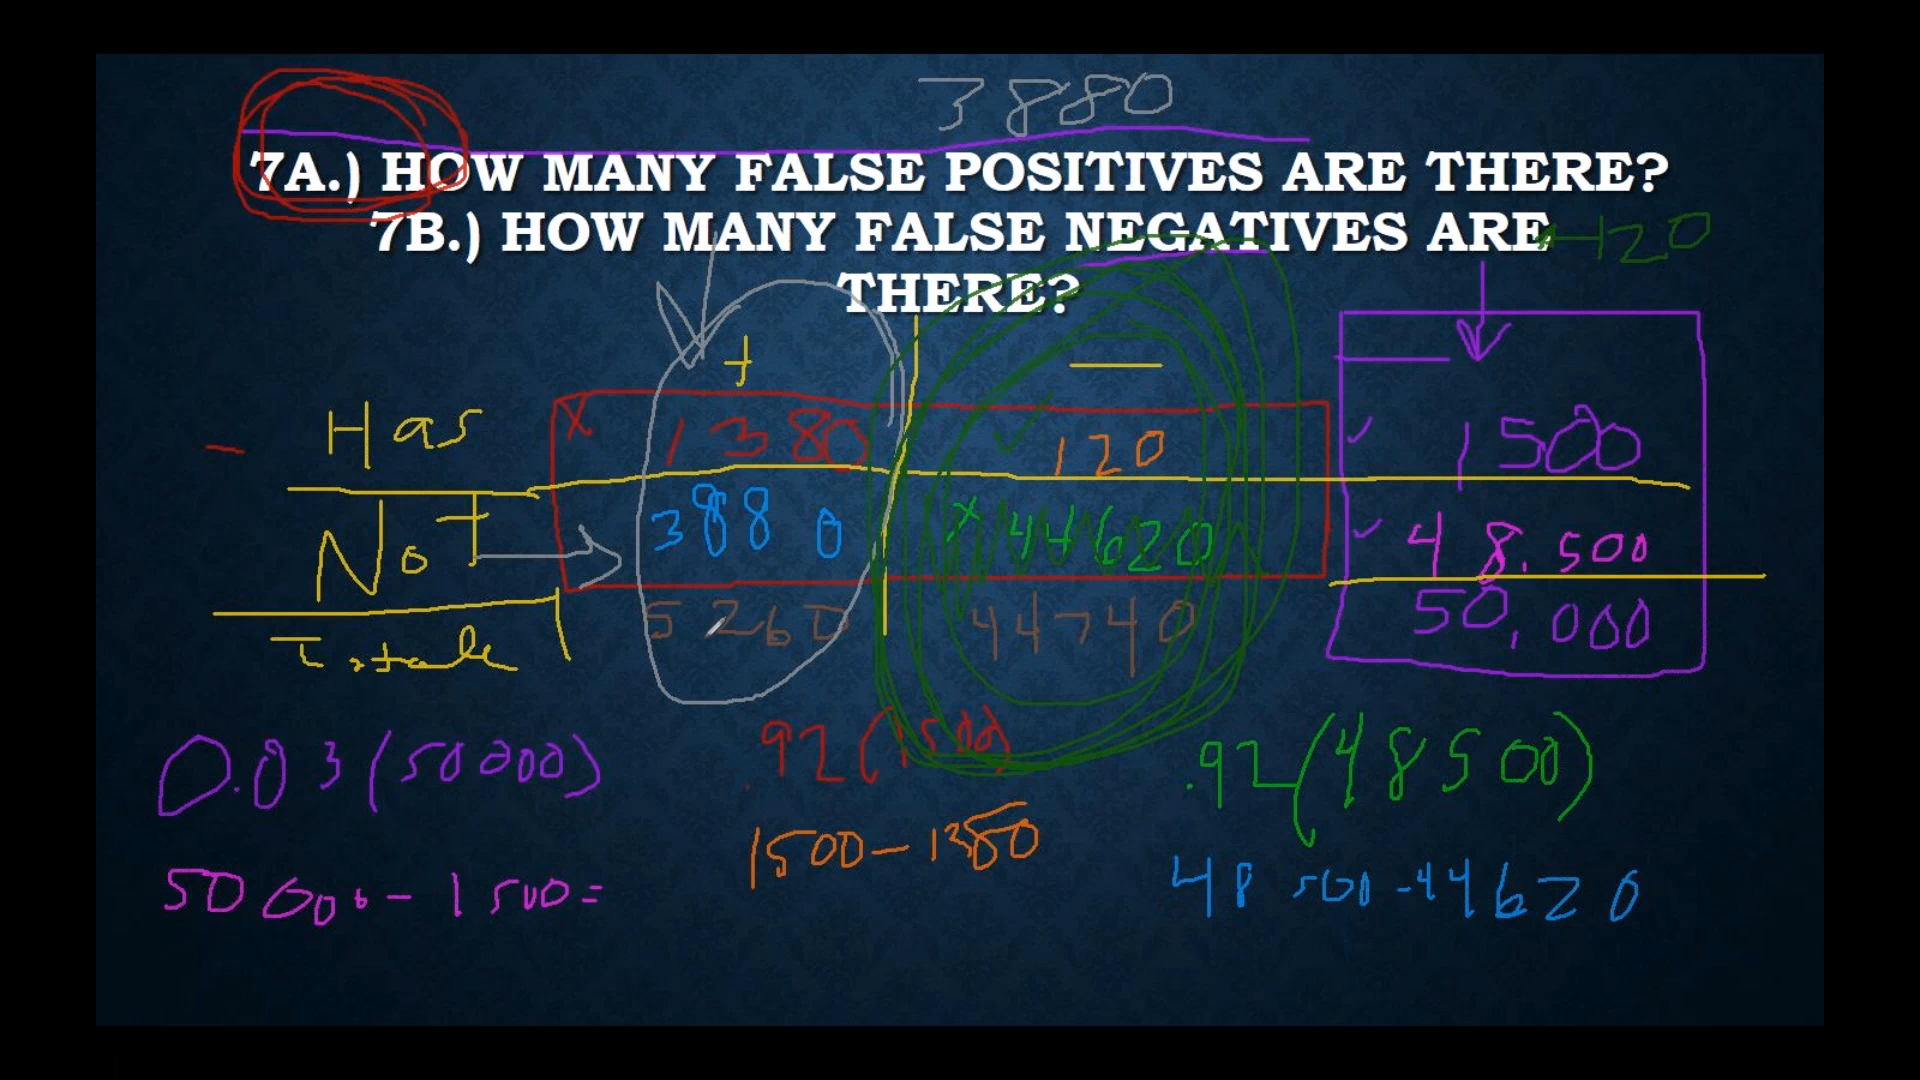 3880
7A.) HOW MANY FALSE POSITIVES ARE THERE?
7B.) HOW MANY FALSE NEGATIVES ARE
THERE?
120
+ —
Has 1380 120 1500
Not 3880 44620 48,500
Totals 5260 44740 50,000
0.03(50000) .92(1500) .92(48500)
1500-1380
50000-1500= 48500-44620